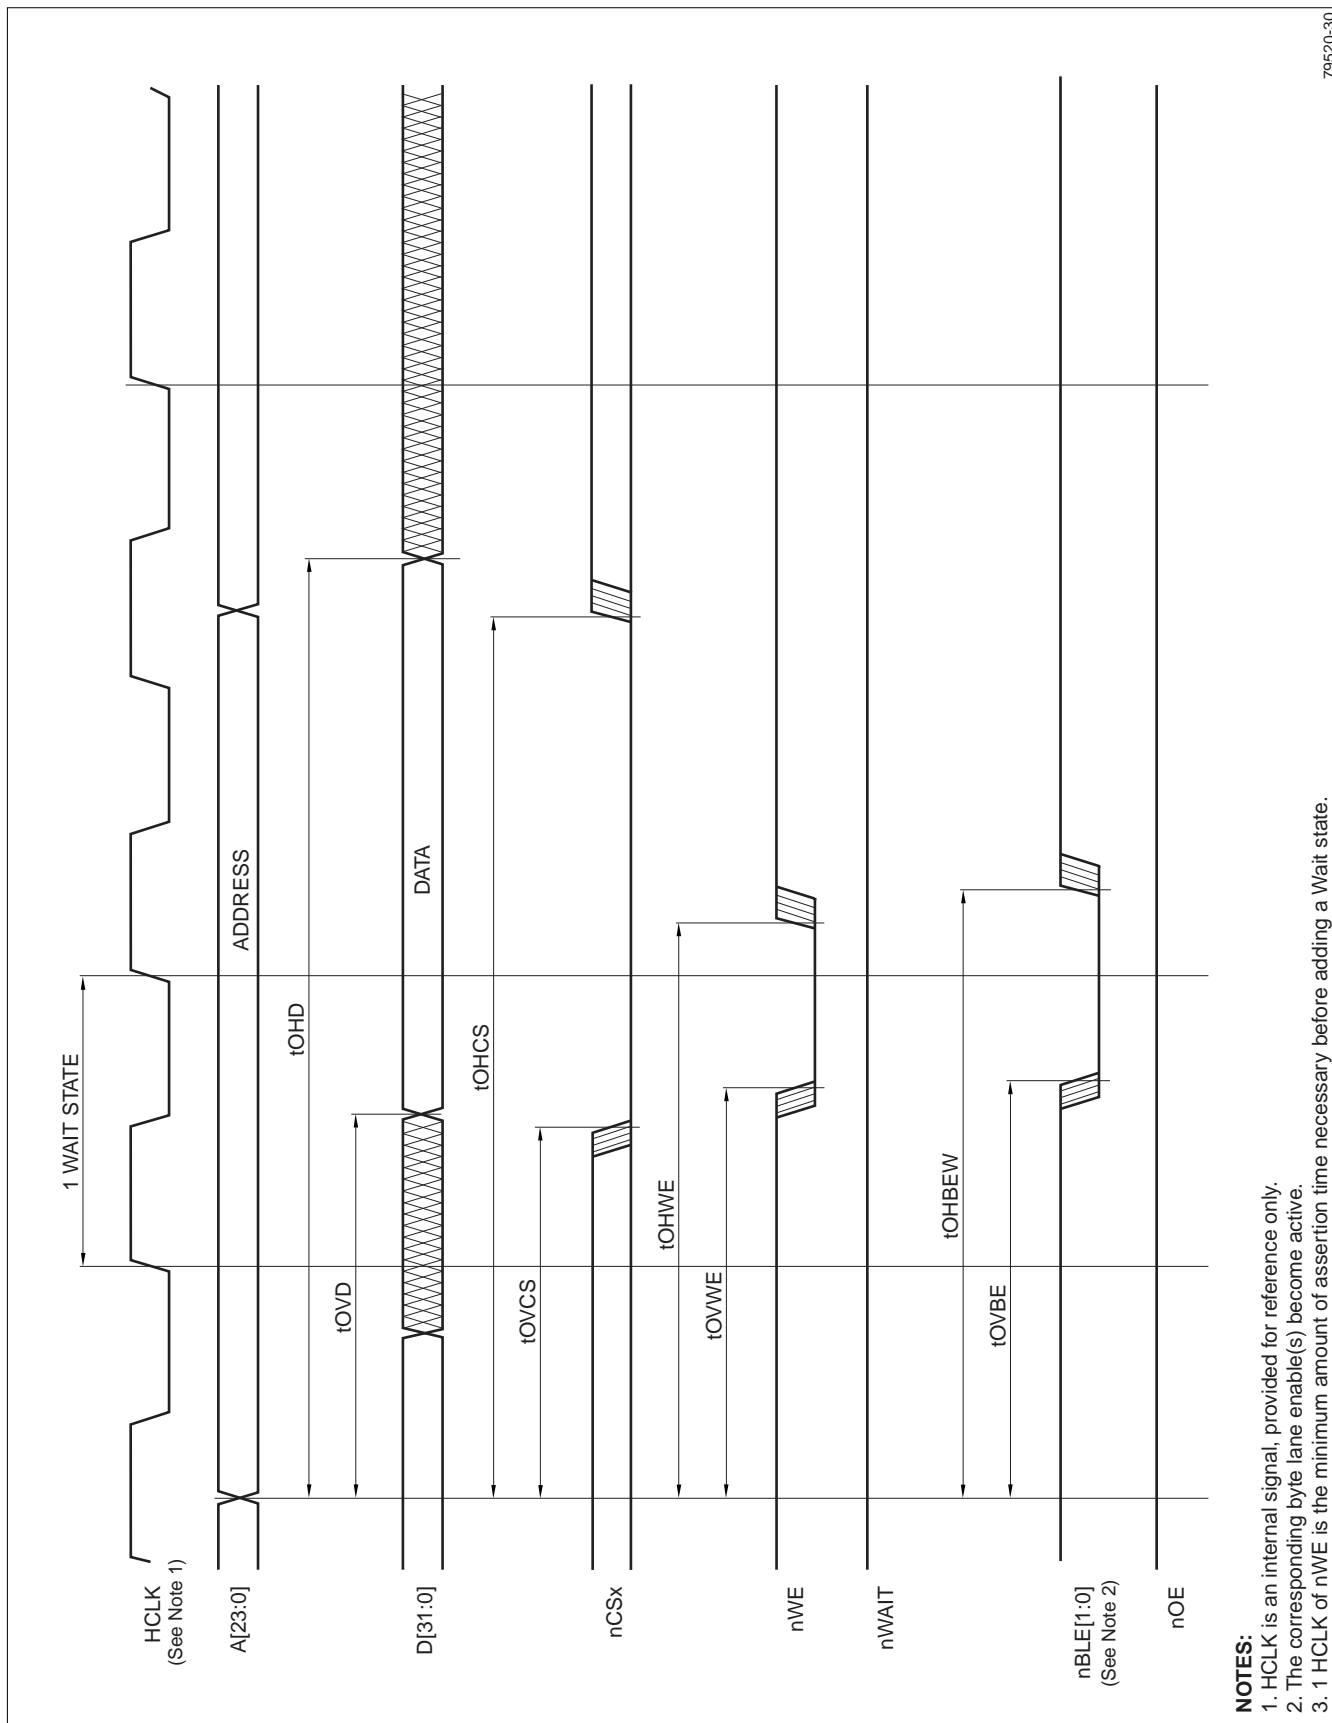 1 WAIT STATE
HCLK
(See Note 1)
A[23:0]
ADDRESS
tOHD
tOVD
D[31:0]
DATA
tOHCS
tOVCS
nCSx
tOHWE
tOVWE
nWE
nWAIT
tOHBEW
tOVBE
nBLE[1:0]
(See Note 2)
nOE
NOTES:
1. HCLK is an internal signal, provided for reference only.
2. The corresponding byte lane enable(s) become active.
3. 1 HCLK of nWE is the minimum amount of assertion time necessary before adding a Wait state.
79520-30